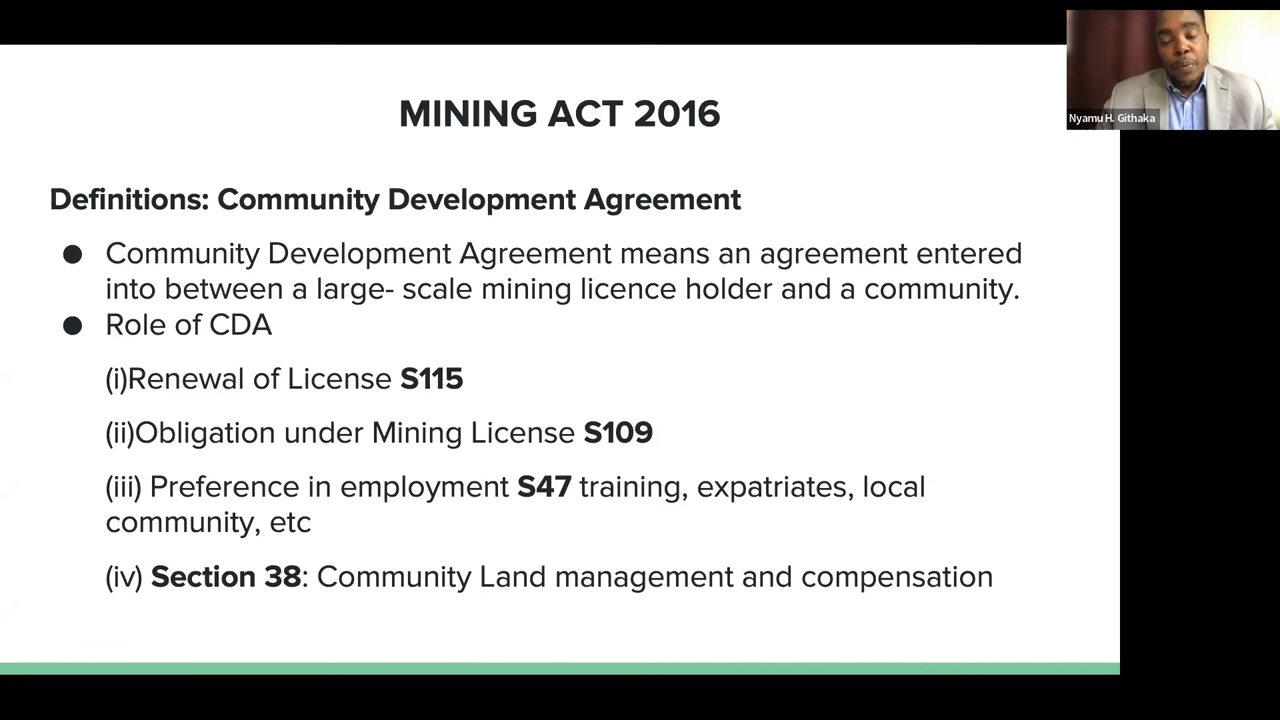 MINING ACT 2016
Nyamu H. Githaka
Definitions: Community Development Agreement
● Community Development Agreement means an agreement entered
into between a large- scale mining licence holder and a community.
● Role of CDA
(i)Renewal of License S115
(ii)Obligation under Mining License S109
(iii) Preference in employment S47 training, expatriates, local
community, etc
(iv) Section 38: Community Land management and compensation